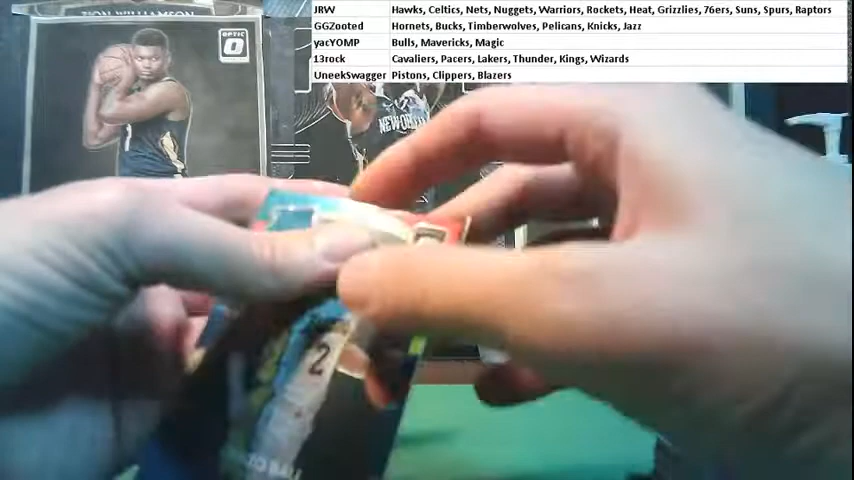 JRW Hawks, Celtics, Nets, Nuggets, Warriors, Rockets, Heat, Grizzlies, 76ers, Suns, Spurs, Raptors
GGZooted Hornets, Bucks, Timberwolves, Pelicans, Knicks, Jazz
yacYOMP Bulls, Mavericks, Magic
13rock Cavaliers, Pacers, Lakers, Thunder, Kings, Wizards
UneekSwagger Pistons, Clippers, Blazers
ZION WILLIAMSON
OPTIC
NEW
2
BALL